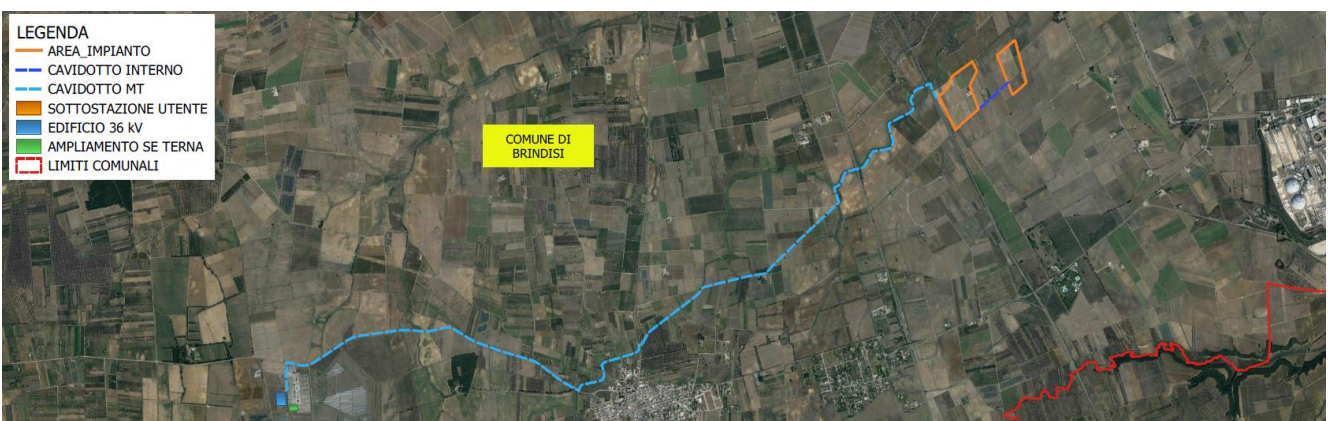 LEGENDA
AREA_IMPIANTO
CAVIDOTTO INTERNO
CAVIDOTTO MT
SOTTOSTAZIONE UTENTE
EDIFICIO 36 kV
AMPLIAMENTO SE TERNA
LIMITI COMUNALI
COMUNE DI
BRINDISI